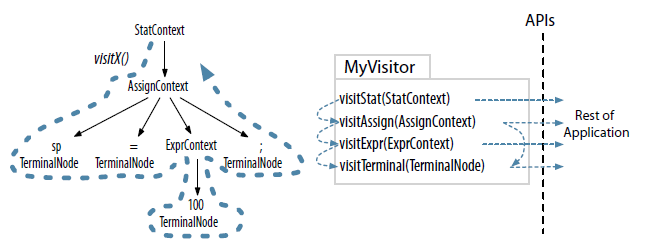 APIs
StatContext
visitX()
AssignContext
sp
TerminalNode
=
TerminalNode
ExprContext
;
TerminalNode
100
TerminalNode
MyVisitor
visitStat(StatContext)
visitAssign(AssignContext)
visitExpr(ExprContext)
visitTerminal(TerminalNode)
Rest of
Application